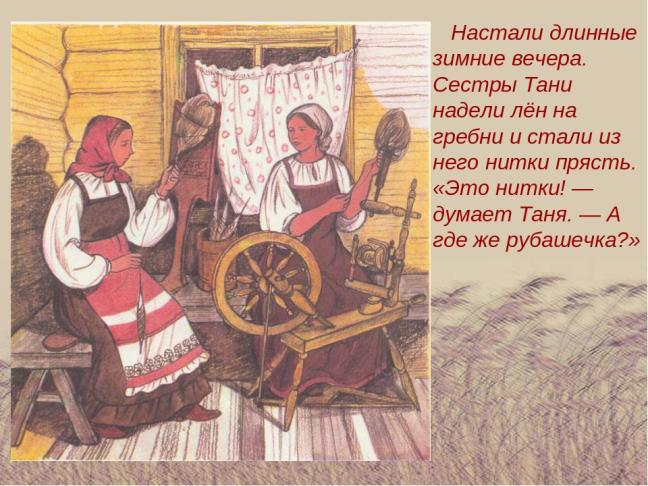 Настали длинные
зимние вечера.
Сестры Тани
надели лён на
гребни и стали из
него нитки прясть.
«Это нитки! —
думает Таня. — А
где же рубашечка?»